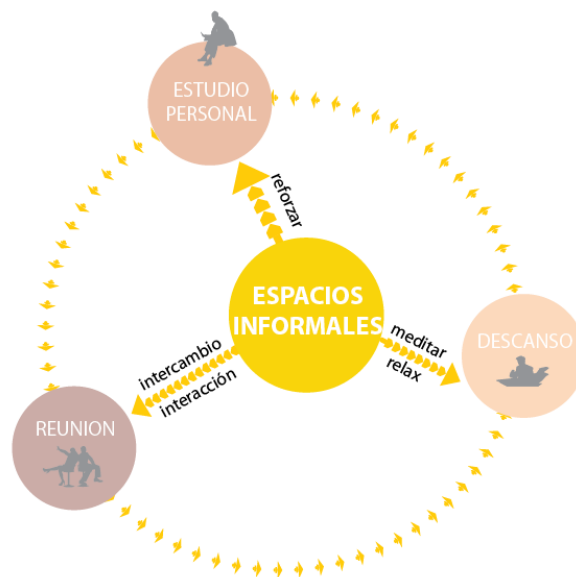 ESTUDIO
PERSONAL
reforzar
ESPACIOS
INFORMALES
meditar
relax
DESCANSO
intercambio
interacción
REUNION